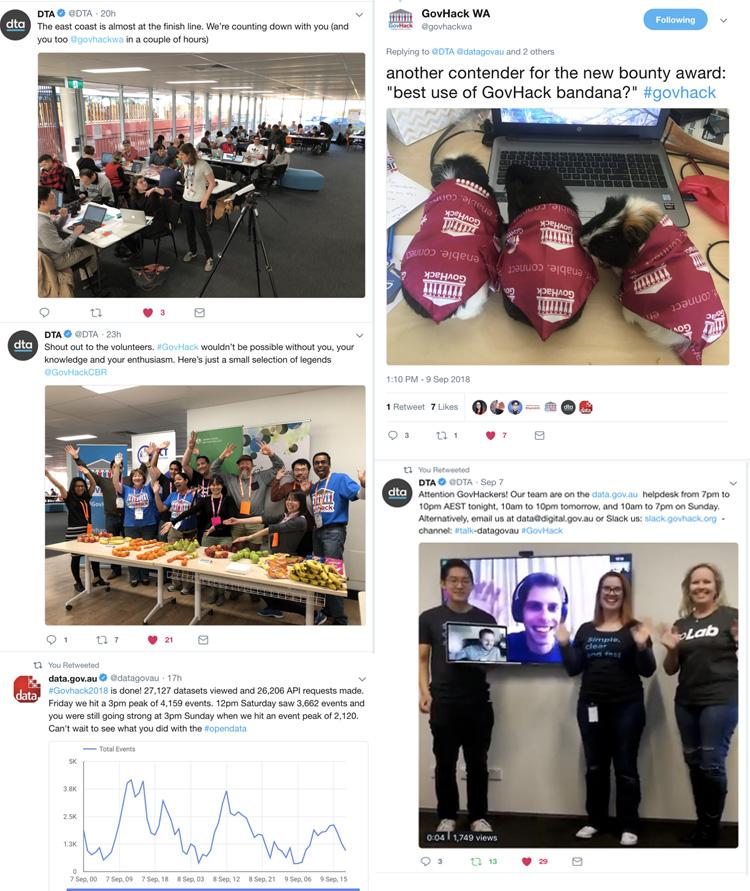 DTA @DTA · 20h
The east coast is almost at the finish line. We're counting down with you (and
you too @govhackwa in a couple of hours)
3
DTA @DTA · 23h
Shout out to the volunteers. #GovHack wouldn't be possible without you, your
knowledge and your enthusiasm. Here's just a small selection of legends
@GovHackCBR
1 7 21
You Retweeted
data.gov.au @datagovau · 17h
#Govhack2018 is done! 27,127 datasets viewed and 26,206 API requests made.
Friday we hit a 3pm peak of 4,159 events. 12pm Saturday saw 3,662 events and
you were still going strong at 3pm Sunday when we hit an event peak of 2,120.
Can't wait to see what you did with the #opendata
Total Events
5K
3.8K
2.5K
1.3K
0
7 Sep, 00 7 Sep, 09 7 Sep, 18 8 Sep, 03 8 Sep, 12 8 Sep, 21 9 Sep, 06 9 Sep, 15
GovHack WA
@govhackwa
Following
Replying to @DTA @datagovau and 2 others
another contender for the new bounty award:
"best use of GovHack bandana?" #govhack
GovHack
enable. connect
GovHack
enable. connect
GovHack
connect
1:10 PM - 9 Sep 2018
1 Retweet 7 Likes
3 1 7
You Retweeted
DTA @DTA · Sep 7
Attention GovHackers! Our team are on the data.gov.au helpdesk from 7pm to
10pm AEST tonight, 10am to 10pm tomorrow, and 10am to 7pm on Sunday.
Alternatively, email us at data@digital.gov.au or Slack us: slack.govhack.org -
channel: #talk-datagovau #GovHack
Simple,
clear
and fast
Lab
0:04 1,749 views
3 13 29
dta
dta
data.
dta